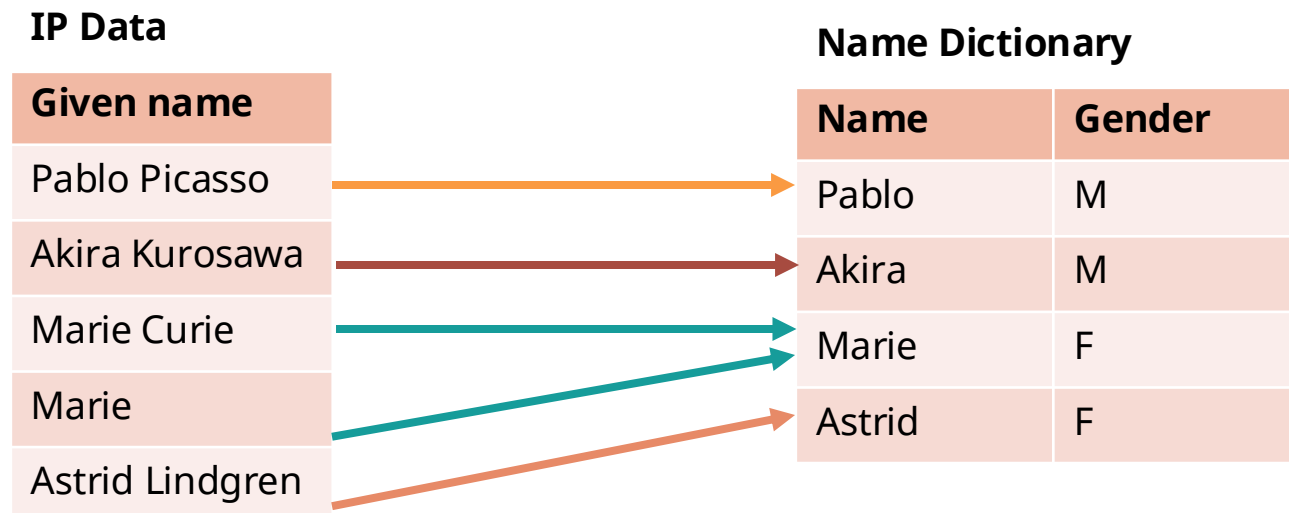 IP Data
Given name
Pablo Picasso
Akira Kurosawa
Marie Curie
Marie
Astrid Lindgren
Name Dictionary
Name Gender
Pablo M
Akira M
Marie F
Astrid F